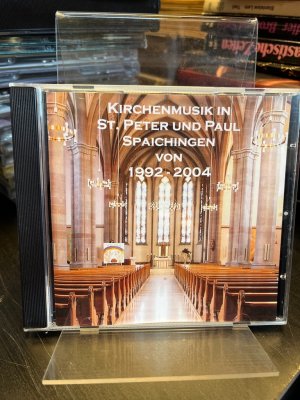 KIRCHENMUSIK IN
ST. PETER UND PAUL
SPAICHINGEN
VON
1992 - 2004